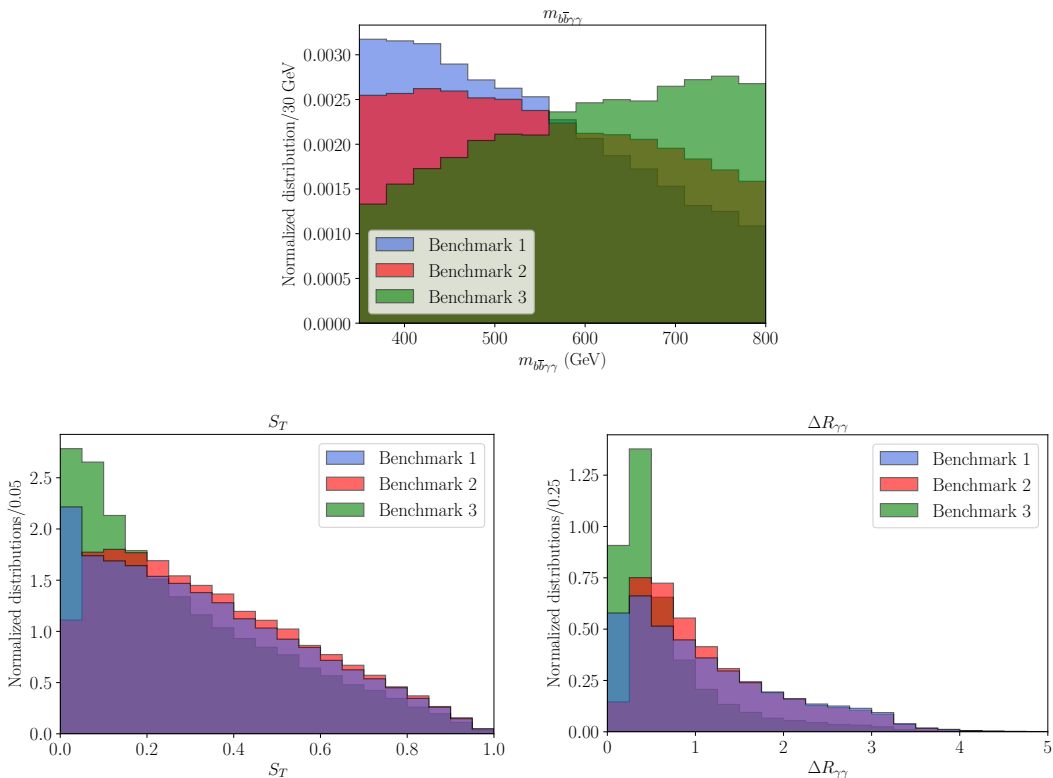 $m_{b\overline{b}\gamma\gamma}$
Normalized distribution/30 GeV
0.0030
0.0025
0.0020
0.0015
0.0010
0.0005
0.0000
Benchmark 1
Benchmark 2
Benchmark 3
400 500 600 700 800
$m_{b\overline{b}\gamma\gamma}$ (GeV)
$S_T$
Normalized distributions/0.05
2.5
2.0
1.5
1.0
0.5
0.0
Benchmark 1
Benchmark 2
Benchmark 3
0.0 0.2 0.4 0.6 0.8 1.0
$S_T$
$\Delta R_{\gamma\gamma}$
Normalized distributions/0.25
1.25
1.00
0.75
0.50
0.25
0.00
Benchmark 1
Benchmark 2
Benchmark 3
0 1 2 3 4 5
$\Delta R_{\gamma\gamma}$